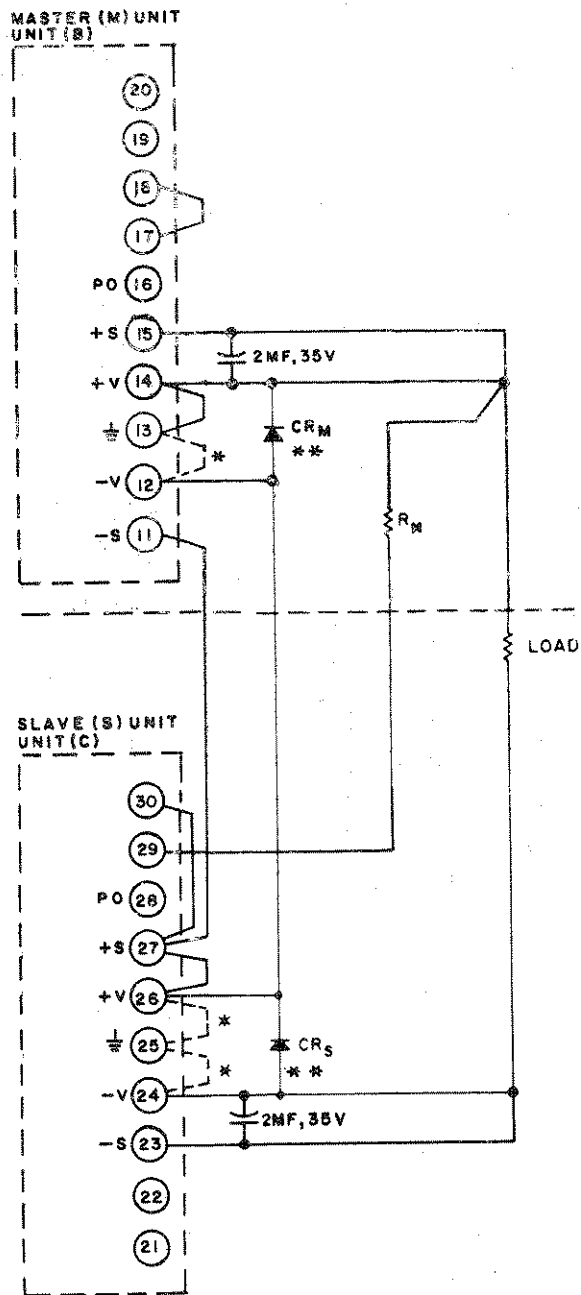 MASTER (M) UNIT
UNIT (B)
20
19
18
17
PO 16
+S 15
2MF, 35V
+V 14
13
CRM
**
*
-V 12
-S 11
RM
LOAD
SLAVE (S) UNIT
UNIT (C)
30
29
PO 28
+S 27
+V 26
*
25
CRS
**
*
-V 24
2MF, 35V
-S 23
22
21